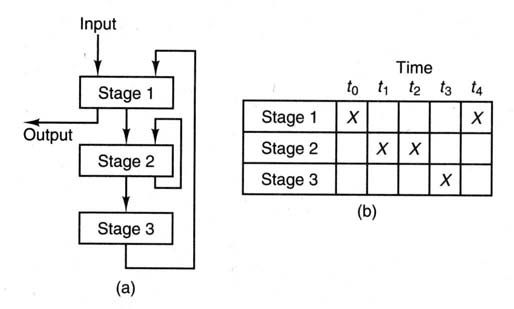 Input
Stage 1
Output
Stage 2
Stage 3
(a)
Time
t0 t1 t2 t3 t4
Stage 1 X X
Stage 2 X X
Stage 3 X
(b)